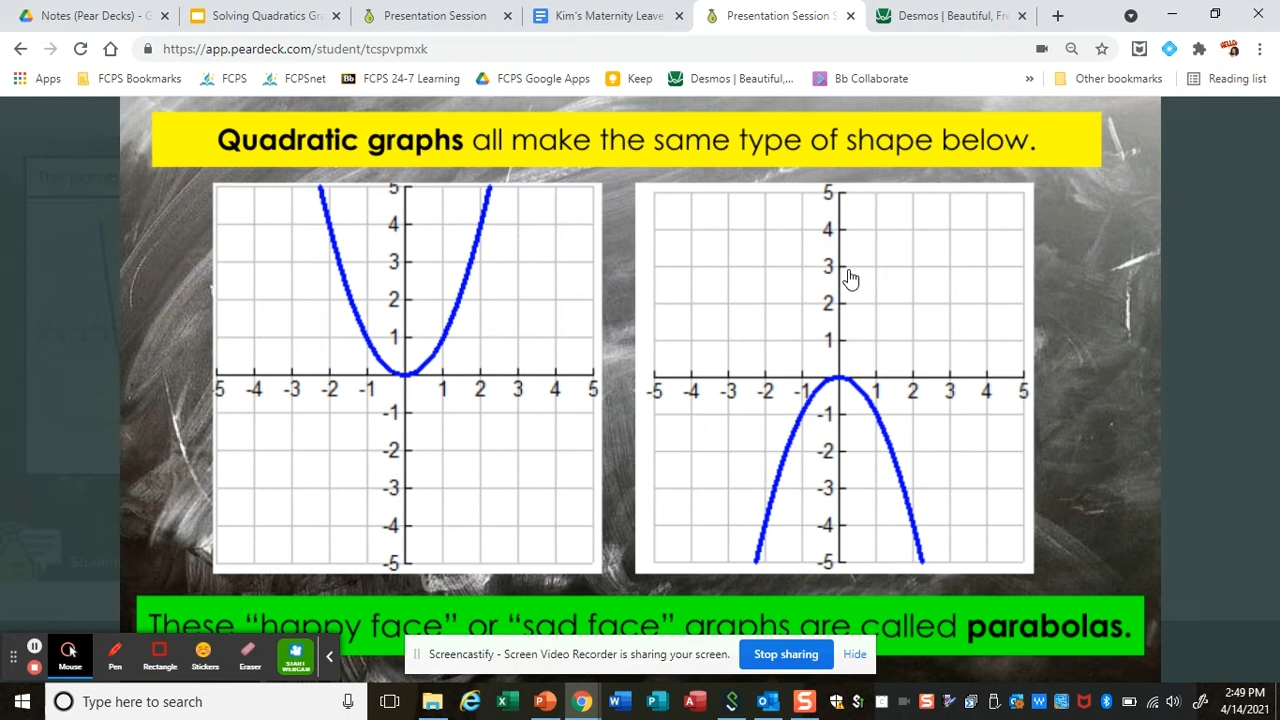 Notes (Pear Decks) - G
Solving Quadratics Gra
Presentation Session
Kim's Maternity Leave
Presentation Session S
Desmos | Beautiful, Fre
https://app.peardeck.com/student/tcspvpmxk
HELLO
Apps
FCPS Bookmarks
FCPS
FCPSnet
Bb FCPS 24-7 Learning
FCPS Google Apps
Keep
Desmos | Beautiful,...
Bb Collaborate
»
Other bookmarks
Reading list
Quadratic graphs all make the same type of shape below.
5
4
3
2
1
5 -4 -3 -2 -1 1 2 3 4 5
-1
-2
-3
-4
-5
5
4
3
2
1
-5 -4 -3 -2 -1 1 2 3 4 5
-1
-2
-3
-4
-5
These “happy face” or “sad face” graphs are called parabolas.
Mouse
Pen
Rectangle
Stickers
Eraser
START WEBCAM
Screencastify - Screen Video Recorder is sharing your screen.
Stop sharing
Hide
Type here to search
2:49 PM
4/14/2021